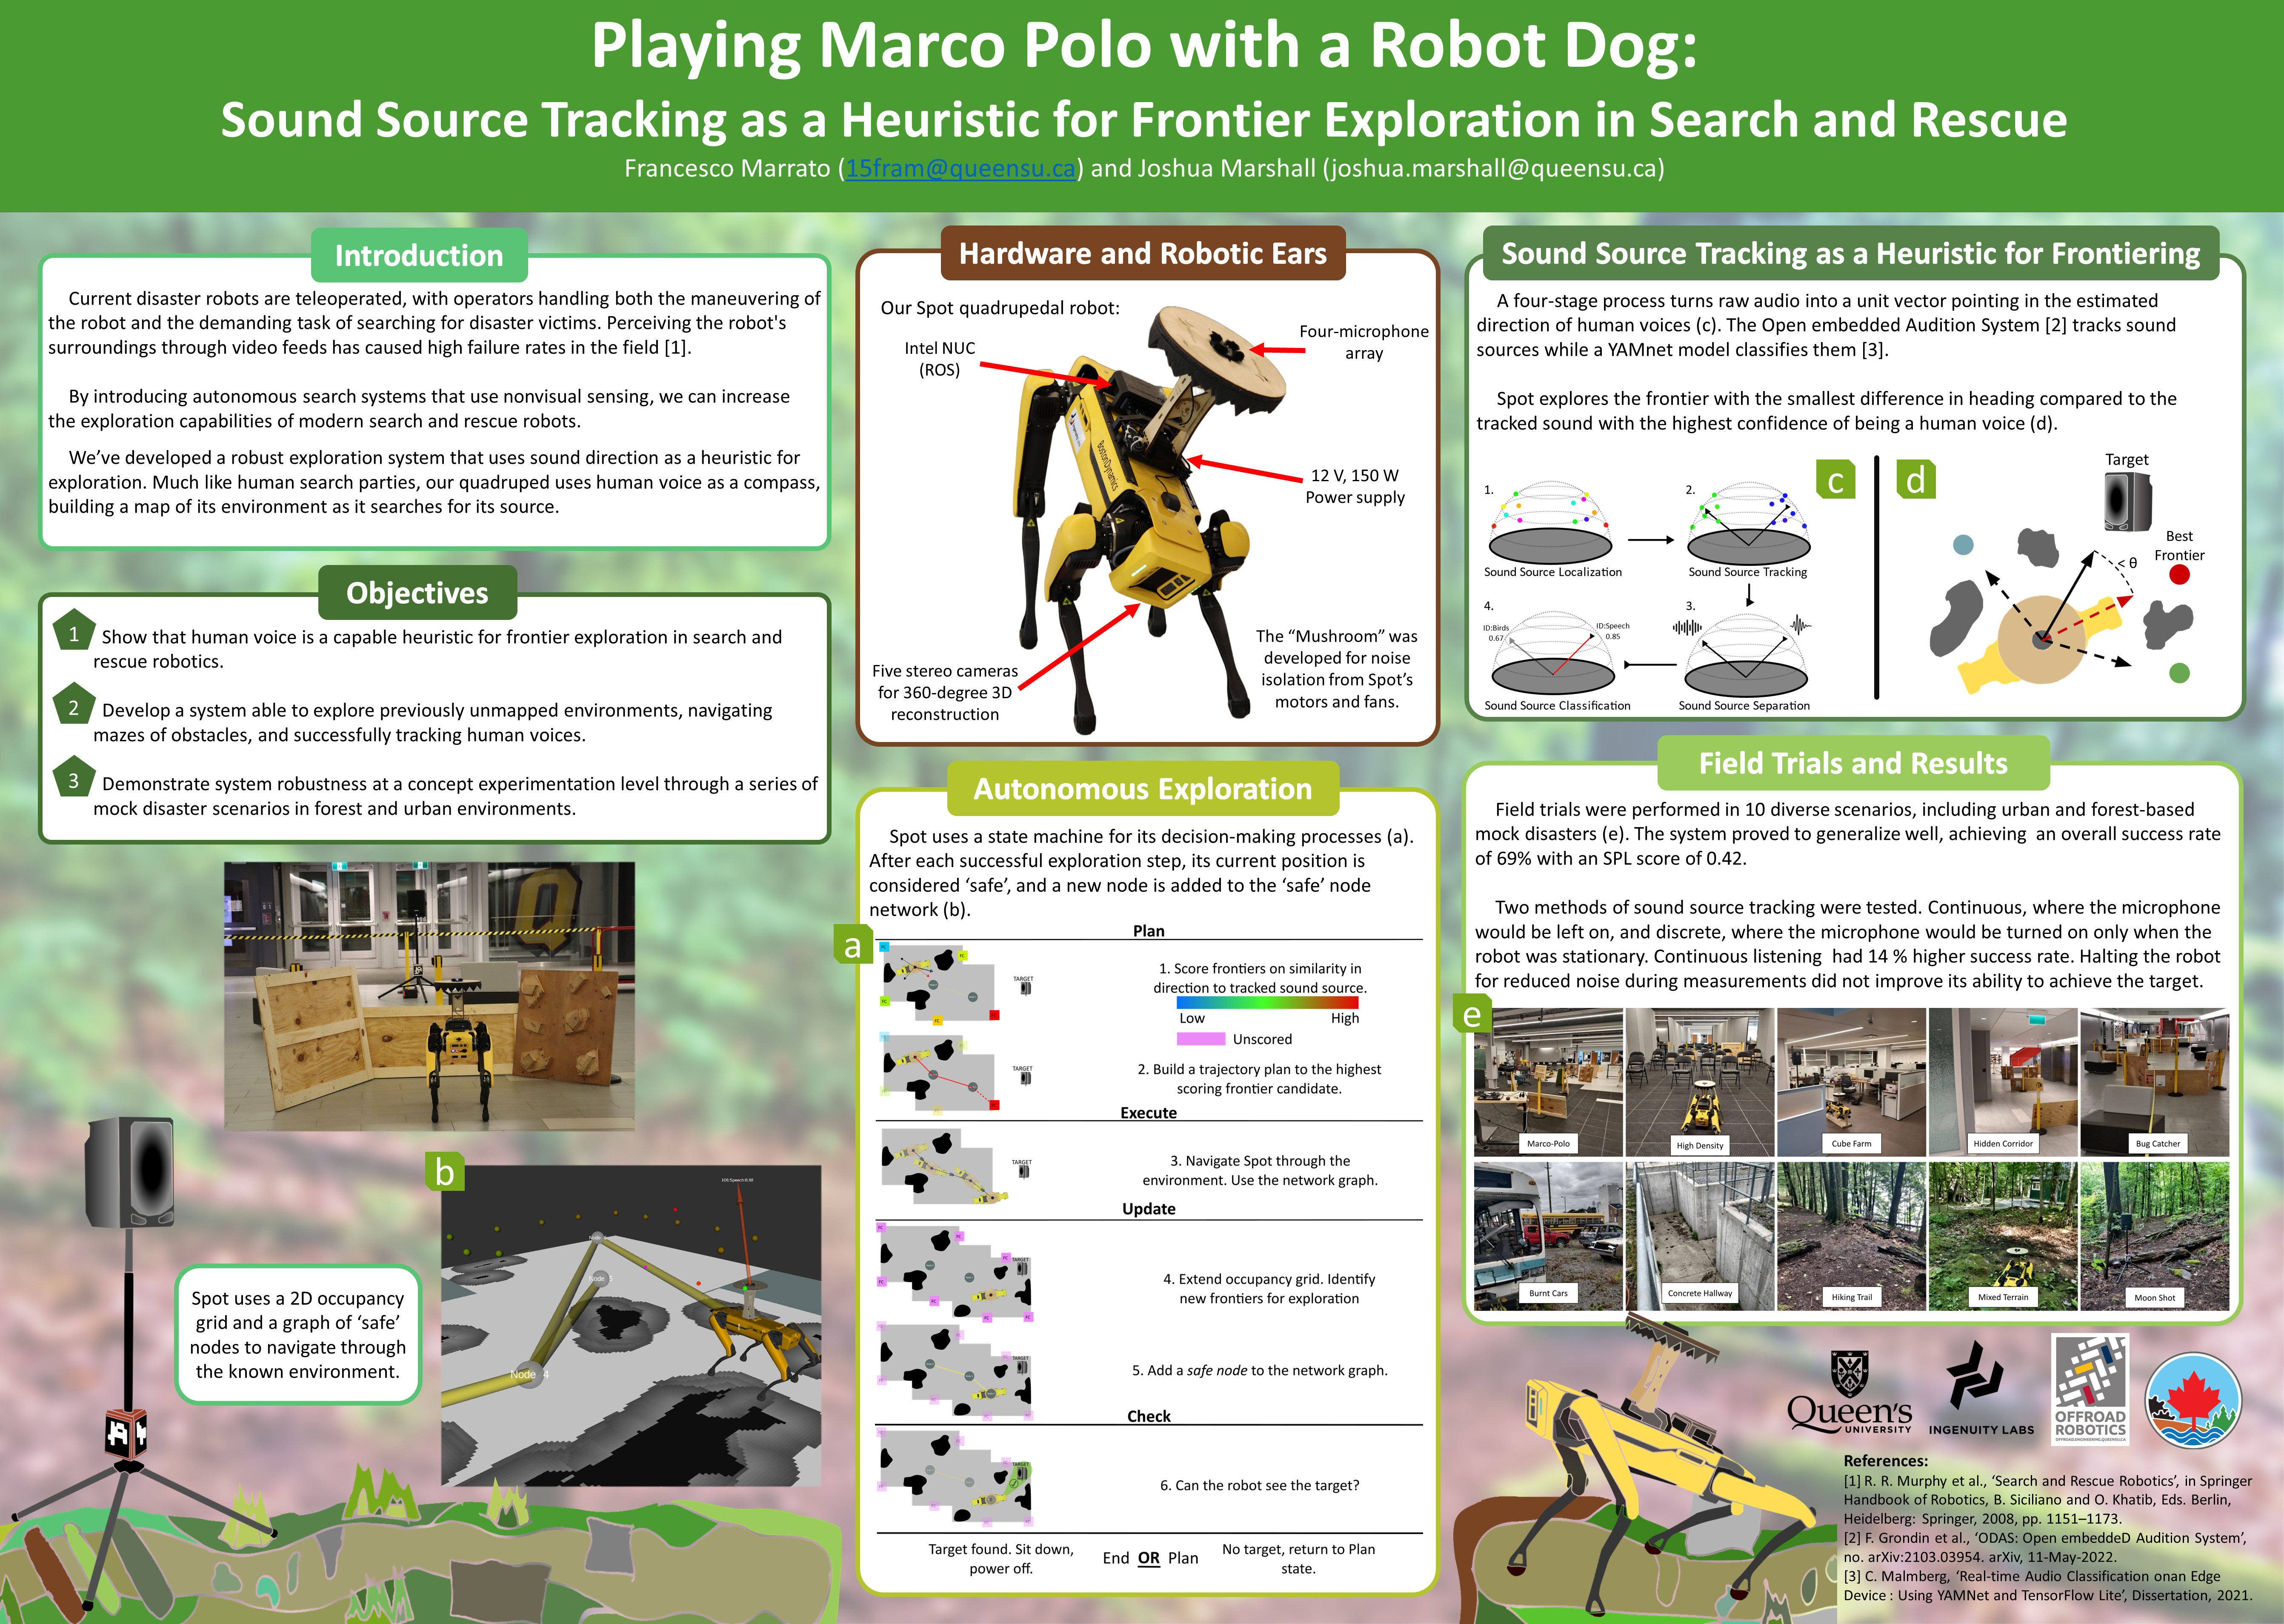 Playing Marco Polo with a Robot Dog:
Sound Source Tracking as a Heuristic for Frontier Exploration in Search and Rescue
Francesco Marrato (15fram@queensu.ca) and Joshua Marshall (joshua.marshall@queensu.ca)
Introduction
Current disaster robots are teleoperated, with operators handling both the maneuvering of
the robot and the demanding task of searching for disaster victims. Perceiving the robot's
surroundings through video feeds has caused high failure rates in the field [1].
By introducing autonomous search systems that use nonvisual sensing, we can increase
the exploration capabilities of modern search and rescue robots.
We’ve developed a robust exploration system that uses sound direction as a heuristic for
exploration. Much like human search parties, our quadruped uses human voice as a compass,
building a map of its environment as it searches for its source.
Objectives
1
Show that human voice is a capable heuristic for frontier exploration in search and
rescue robotics.
2
Develop a system able to explore previously unmapped environments, navigating
mazes of obstacles, and successfully tracking human voices.
3
Demonstrate system robustness at a concept experimentation level through a series of
mock disaster scenarios in forest and urban environments.
b
ID:Speech:0.98
Node
Node 5
Node 4
Spot uses a 2D occupancy
grid and a graph of ‘safe’
nodes to navigate through
the known environment.
Hardware and Robotic Ears
Our Spot quadrupedal robot:
Intel NUC
(ROS)
Four-microphone
array
BostonDynamics
12 V, 150 W
Power supply
Five stereo cameras
for 360-degree 3D
reconstruction
The “Mushroom” was
developed for noise
isolation from Spot’s
motors and fans.
Autonomous Exploration
Spot uses a state machine for its decision-making processes (a).
After each successful exploration step, its current position is
considered ‘safe’, and a new node is added to the ‘safe’ node
network (b).
a
Plan
TARGET
1. Score frontiers on similarity in
direction to tracked sound source.
Low High
Unscored
TARGET
2. Build a trajectory plan to the highest
scoring frontier candidate.
Execute
TARGET
3. Navigate Spot through the
environment. Use the network graph.
Update
TARGET
4. Extend occupancy grid. Identify
new frontiers for exploration
TARGET
5. Add a safe node to the network graph.
Check
TARGET
6. Can the robot see the target?
Target found. Sit down,
power off.
End OR Plan
No target, return to Plan
state.
Sound Source Tracking as a Heuristic for Frontiering
A four-stage process turns raw audio into a unit vector pointing in the estimated
direction of human voices (c). The Open embedded Audition System [2] tracks sound
sources while a YAMnet model classifies them [3].
Spot explores the frontier with the smallest difference in heading compared to the
tracked sound with the highest confidence of being a human voice (d).
c
1.
Sound Source Localization
2.
Sound Source Tracking
4.
ID:Birds
0.67
ID:Speech
0.85
Sound Source Classification
3.
Sound Source Separation
d
Target
Best
Frontier
< θ
Field Trials and Results
Field trials were performed in 10 diverse scenarios, including urban and forest-based
mock disasters (e). The system proved to generalize well, achieving an overall success rate
of 69% with an SPL score of 0.42.
Two methods of sound source tracking were tested. Continuous, where the microphone
would be left on, and discrete, where the microphone would be turned on only when the
robot was stationary. Continuous listening had 14 % higher success rate. Halting the robot
for reduced noise during measurements did not improve its ability to achieve the target.
e
Marco-Polo
High Density
Cube Farm
Hidden Corridor
Bug Catcher
Burnt Cars
Concrete Hallway
Hiking Trail
Mixed Terrain
Moon Shot
Queen's
UNIVERSITY
INGENUITY LABS
OFFROAD
ROBOTICS
OFFROAD.ENGINEERING.QUEENSU.CA
References:
[1] R. R. Murphy et al., ‘Search and Rescue Robotics’, in Springer
Handbook of Robotics, B. Siciliano and O. Khatib, Eds. Berlin,
Heidelberg: Springer, 2008, pp. 1151–1173.
[2] F. Grondin et al., ‘ODAS: Open embeddeD Audition System’,
no. arXiv:2103.03954. arXiv, 11-May-2022.
[3] C. Malmberg, ‘Real-time Audio Classification onan Edge
Device : Using YAMNet and TensorFlow Lite’, Dissertation, 2021.